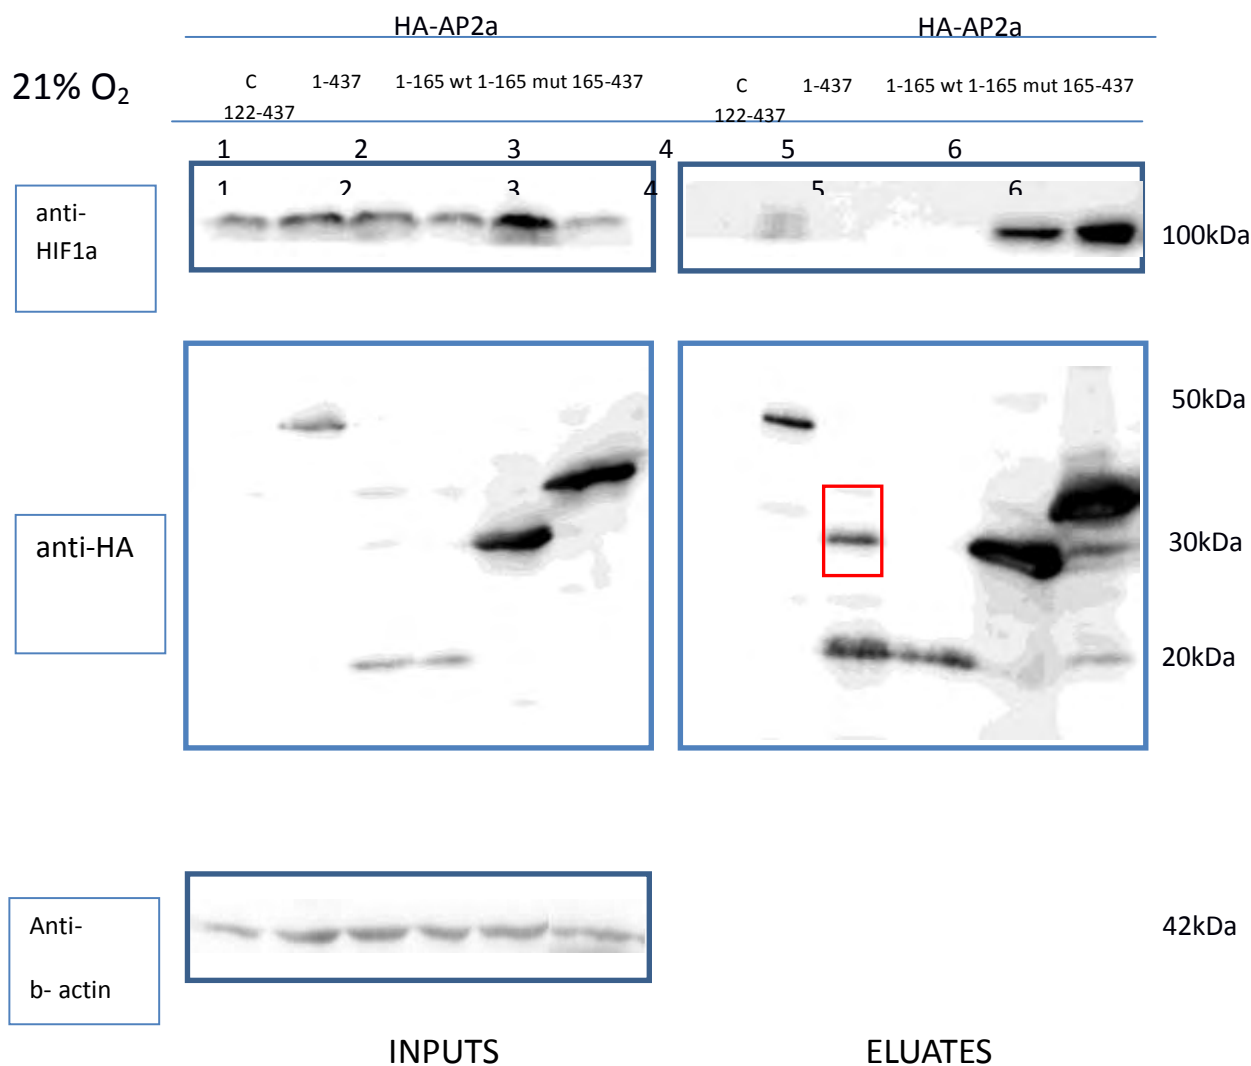 HA-AP2a HA-AP2a
21% O2
C 1-437 1-165 wt 1-165 mut 165-437 C 1-437 1-165 wt 1-165 mut 165-437
122-437 122-437
1 2 3 4 5 6
1 2 3 4 5 6
anti-
HIF1a
100kDa
50kDa
anti-HA
30kDa
20kDa
Anti-
b- actin
42kDa
INPUTS ELUATES